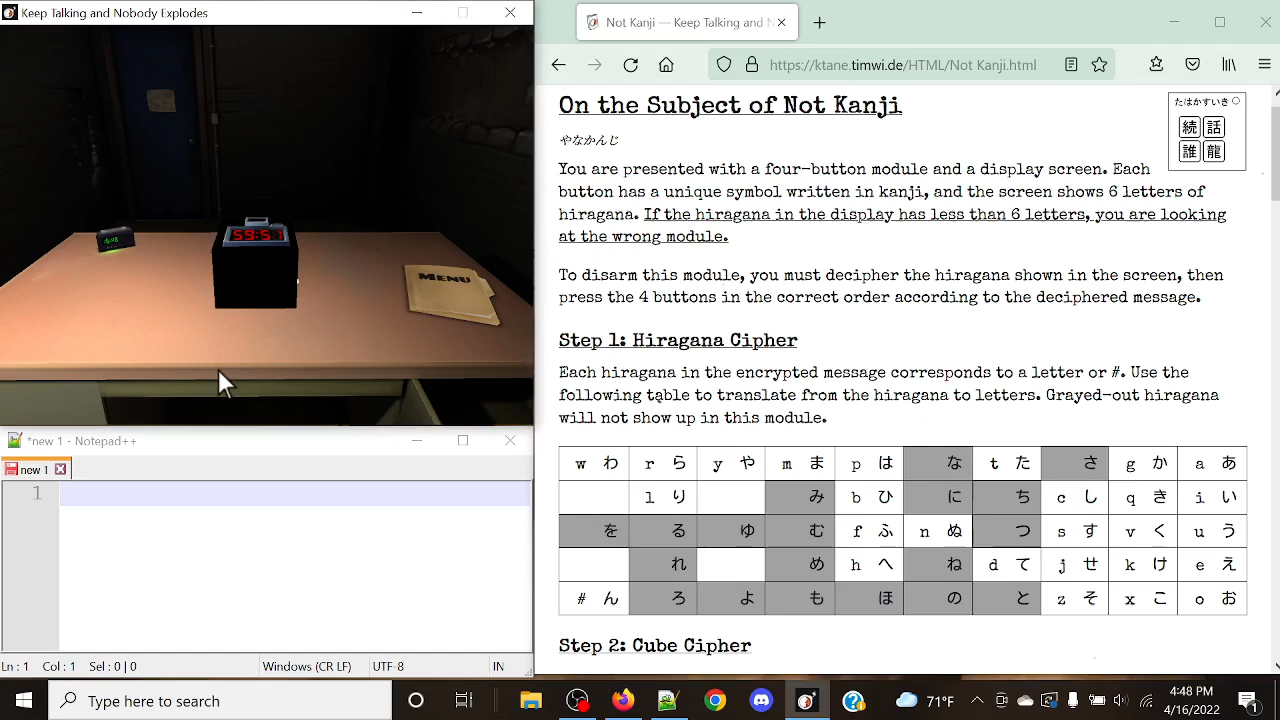 Keep Talking and Nobody Explodes
59:51
MENU
*new 1 - Notepad++
new 1
1
Ln : 1 Col : 1 Sel : 0 | 0 Windows (CR LF) UTF-8 IN
Not Kanji — Keep Talking and N
https://ktane.timwi.de/HTML/Not Kanji.html
On the Subject of Not Kanji
やなかんじ
たはかすいき
続 話
誰 龍
You are presented with a four-button module and a display screen. Each
button has a unique symbol written in kanji, and the screen shows 6 letters of
hiragana. If the hiragana in the display has less than 6 letters, you are looking
at the wrong module.
To disarm this module, you must decipher the hiragana shown in the screen, then
press the 4 buttons in the correct order according to the deciphered message.
Step 1: Hiragana Cipher
Each hiragana in the encrypted message corresponds to a letter or #. Use the
following table to translate from the hiragana to letters. Grayed-out hiragana
will not show up in this module.
w わ r ら y や m ま p は な t た さ g か a あ
l り み b ひ に ち c し q き i い
を る ゆ む f ふ n ぬ つ s す v く u う
れ め h へ ね d て j せ k け e え
# ん ろ よ も ほ の と z そ x こ o お
Step 2: Cube Cipher
Type here to search
71°F
4:48 PM
4/16/2022